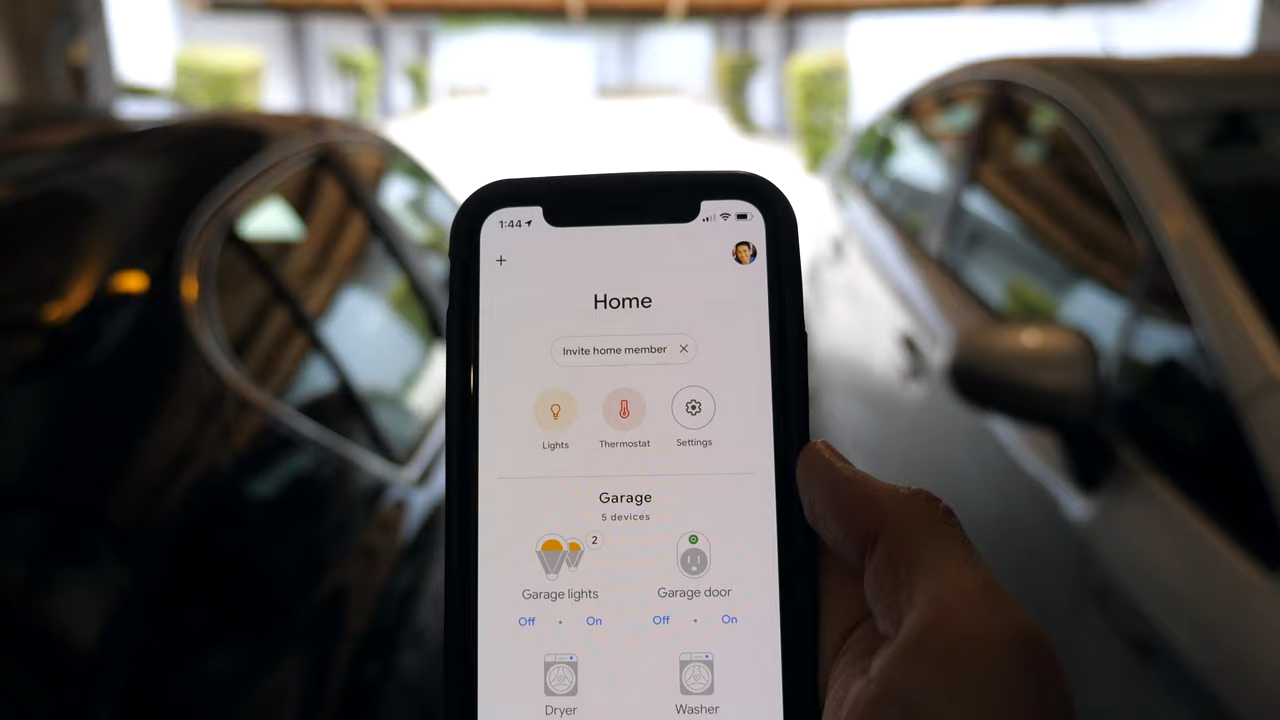 1:44
Home
Invite home member
Lights Thermostat Settings
Garage
5 devices
2
Garage lights Garage door
Off · On Off · On
Dryer Washer